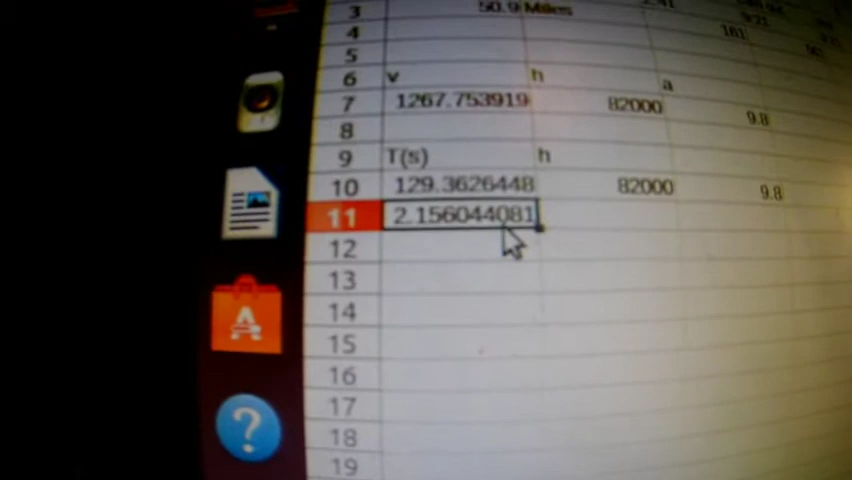 3 50.9 Miles
4 161
5
6 v h a
7 1267.753919 82000 9.8
8
9 T(s) h
10 129.3626448 82000 9.8
11 2.156044081
12
13
14
15
16
17
18
19